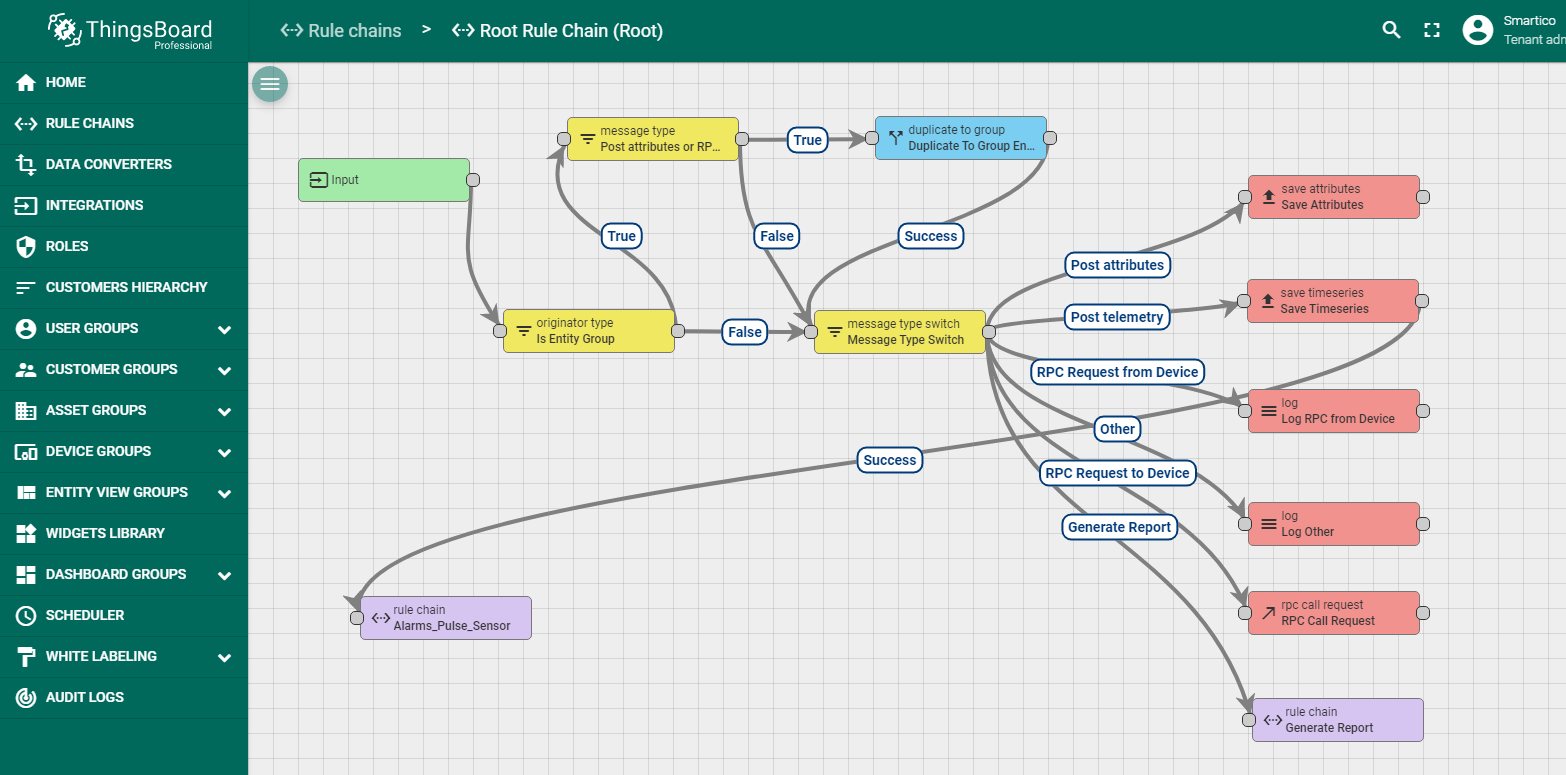 ThingsBoard
Professional
Rule chains > Root Rule Chain (Root)
Smartico
Tenant adn
HOME
RULE CHAINS
DATA CONVERTERS
INTEGRATIONS
ROLES
CUSTOMERS HIERARCHY
USER GROUPS
CUSTOMER GROUPS
ASSET GROUPS
DEVICE GROUPS
ENTITY VIEW GROUPS
WIDGETS LIBRARY
DASHBOARD GROUPS
SCHEDULER
WHITE LABELING
AUDIT LOGS
Input
message type
Post attributes or RP...
True
duplicate to group
Duplicate To Group En...
True
False
Success
originator type
Is Entity Group
False
message type switch
Message Type Switch
Post attributes
Post telemetry
RPC Request from Device
Other
RPC Request to Device
Generate Report
Success
save attributes
Save Attributes
save timeseries
Save Timeseries
log
Log RPC from Device
log
Log Other
rpc call request
RPC Call Request
rule chain
Generate Report
rule chain
Alarms_Pulse_Sensor